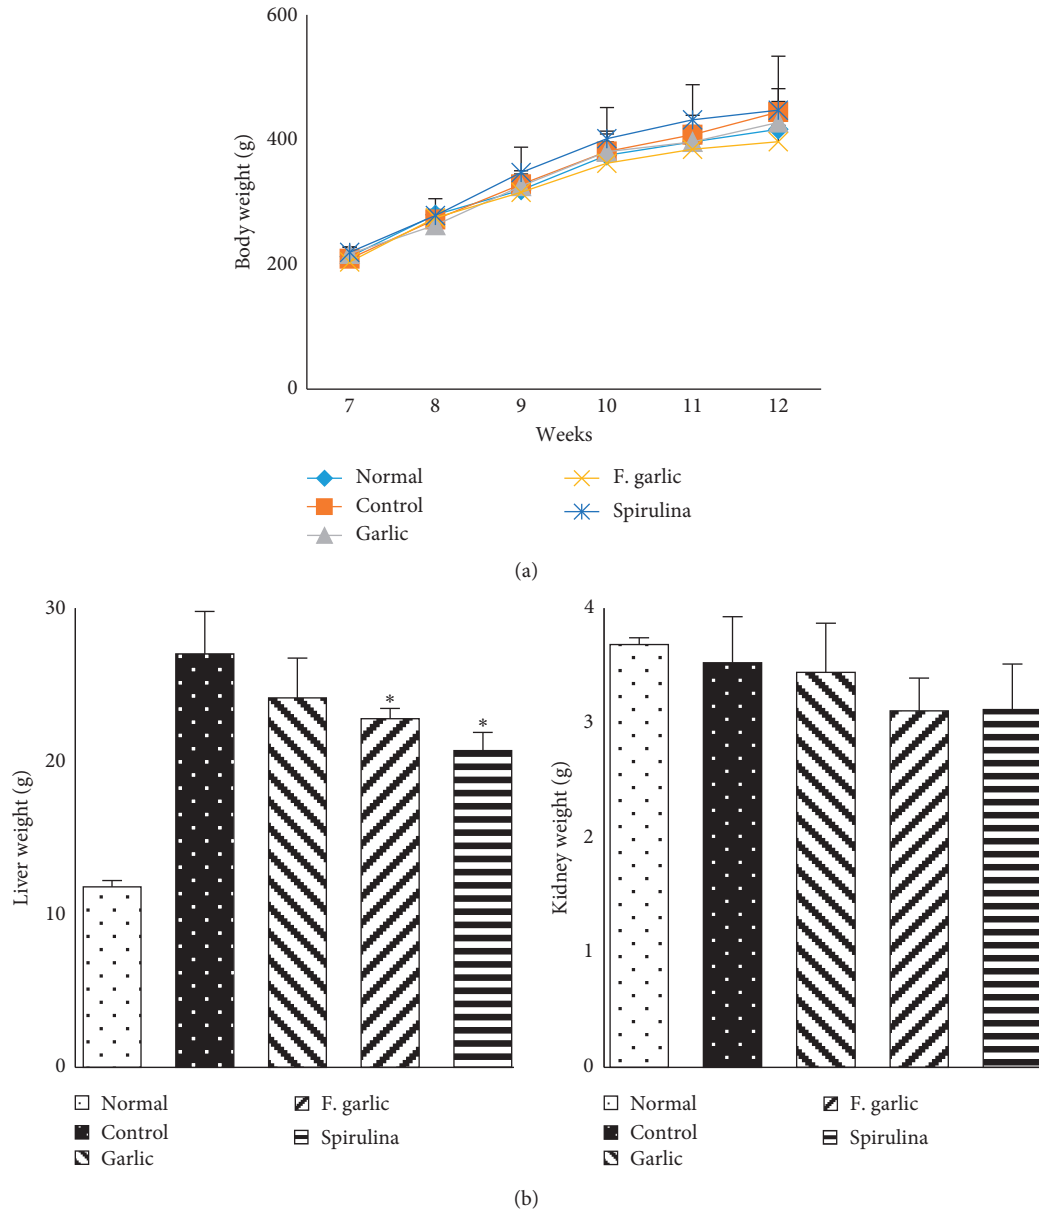 600
400
200
0
Body weight (g)
7 8 9 10 11 12
Weeks
Normal
Control
Garlic
F. garlic
Spirulina
(a)
30
20
10
0
Liver weight (g)
* *
Normal
Control
Garlic
F. garlic
Spirulina
4
3
2
1
0
Kidney weight (g)
Normal
Control
Garlic
F. garlic
Spirulina
(b)